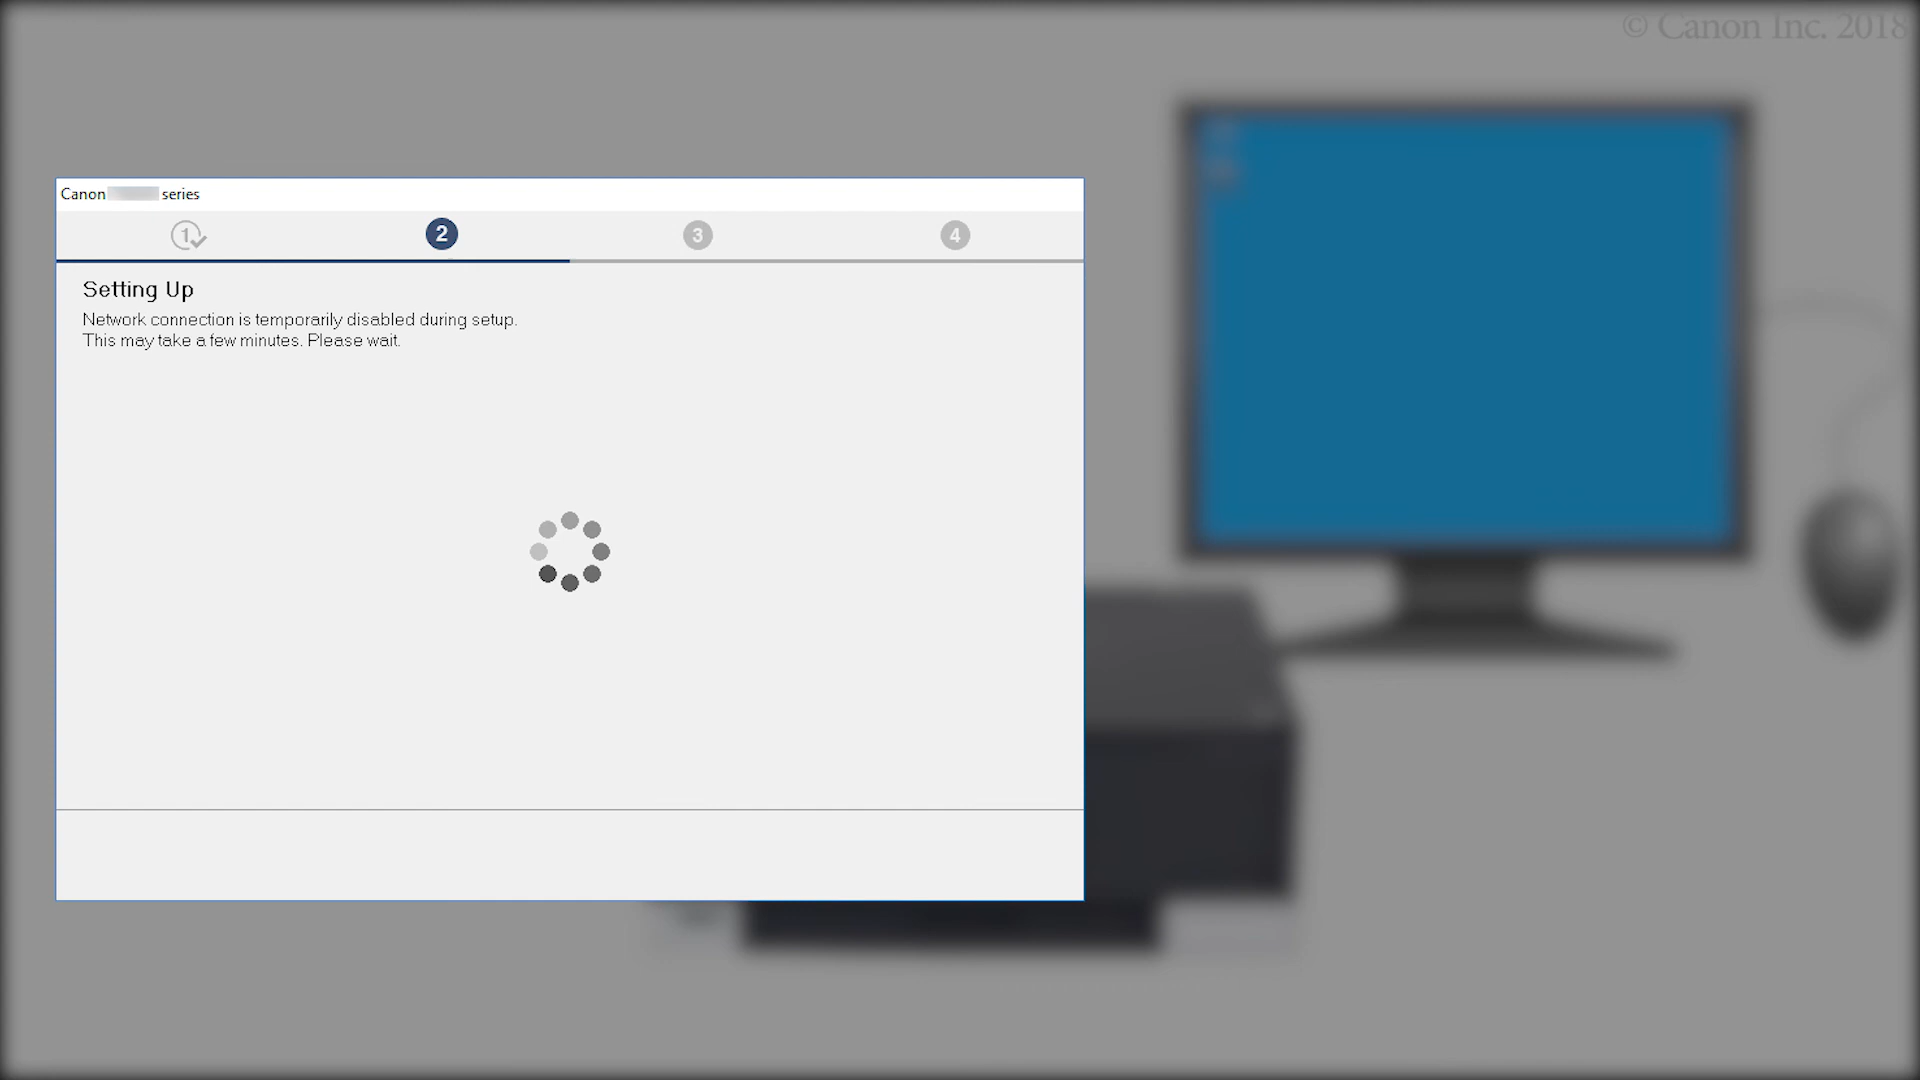 © Canon Inc. 2018
Canon series
1 2 3 4
Setting Up
Network connection is temporarily disabled during setup.
This may take a few minutes. Please wait.